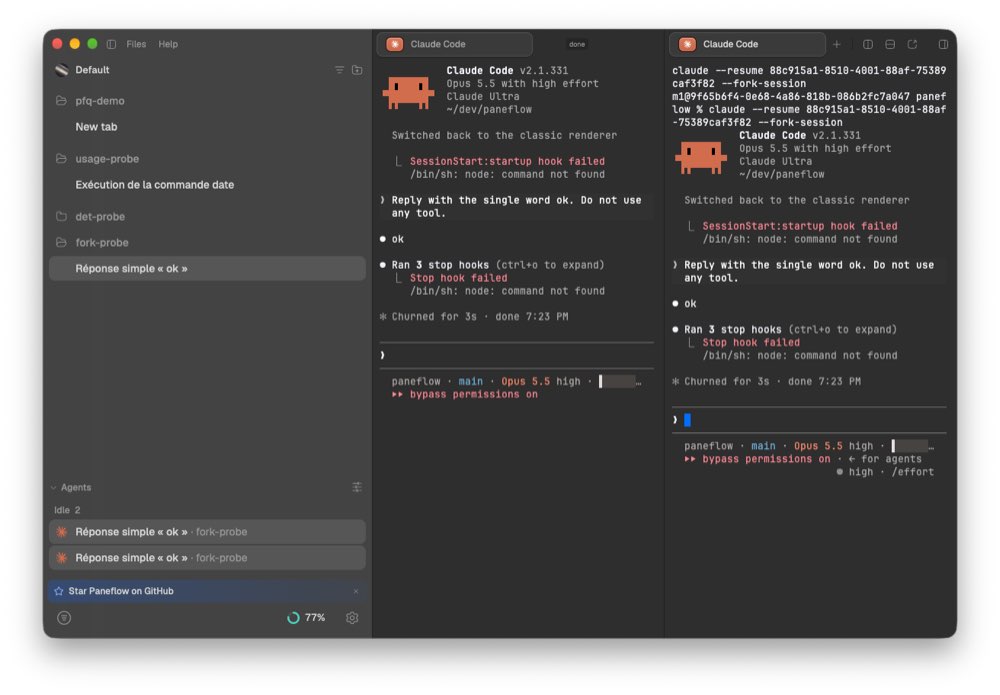 Files Help
Default
pfq-demo
New tab
usage-probe
Exécution de la commande date
det-probe
fork-probe
Réponse simple « ok »
Agents
Idle 2
Réponse simple « ok » · fork-probe
Réponse simple « ok » · fork-probe
Star Paneflow on GitHub
77%
Claude Code
done
Claude Code v2.1.331
Opus 5.5 with high effort
Claude Ultra
~/dev/paneflow
Switched back to the classic renderer
SessionStart:startup hook failed
/bin/sh: node: command not found
❯ Reply with the single word ok. Do not use
any tool.
● ok
● Ran 3 stop hooks (ctrl+o to expand)
Stop hook failed
/bin/sh: node: command not found
✻ Churned for 3s · done 7:23 PM
❯
paneflow · main · Opus 5.5 high · …
▸▸ bypass permissions on
Claude Code
claude --resume 88c915a1-8510-4001-88af-75389
caf3f82 --fork-session
m1@9f65b6f4-0e68-4a86-818b-086b2fc7a047 panef
low % claude --resume 88c915a1-8510-4001-88af
-75389caf3f82 --fork-session
Claude Code v2.1.331
Opus 5.5 with high effort
Claude Ultra
~/dev/paneflow
Switched back to the classic renderer
SessionStart:startup hook failed
/bin/sh: node: command not found
❯ Reply with the single word ok. Do not use
any tool.
● ok
● Ran 3 stop hooks (ctrl+o to expand)
Stop hook failed
/bin/sh: node: command not found
✻ Churned for 3s · done 7:23 PM
❯
paneflow · main · Opus 5.5 high · …
▸▸ bypass permissions on · ← for agents
● high · /effort